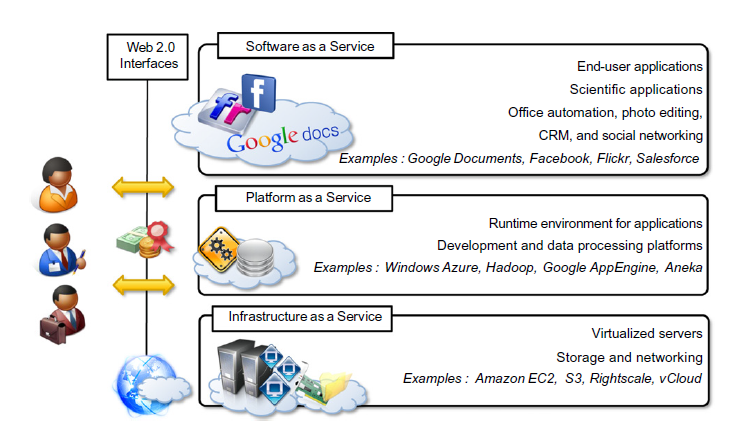 Web 2.0
Interfaces
Software as a Service
End-user applications
Scientific applications
Office automation, photo editing,
CRM, and social networking
Examples : Google Documents, Facebook, Flickr, Salesforce
f
fr
Google docs
Platform as a Service
Runtime environment for applications
Development and data processing platforms
Examples : Windows Azure, Hadoop, Google AppEngine, Aneka
Infrastructure as a Service
Virtualized servers
Storage and networking
Examples : Amazon EC2, S3, Rightscale, vCloud